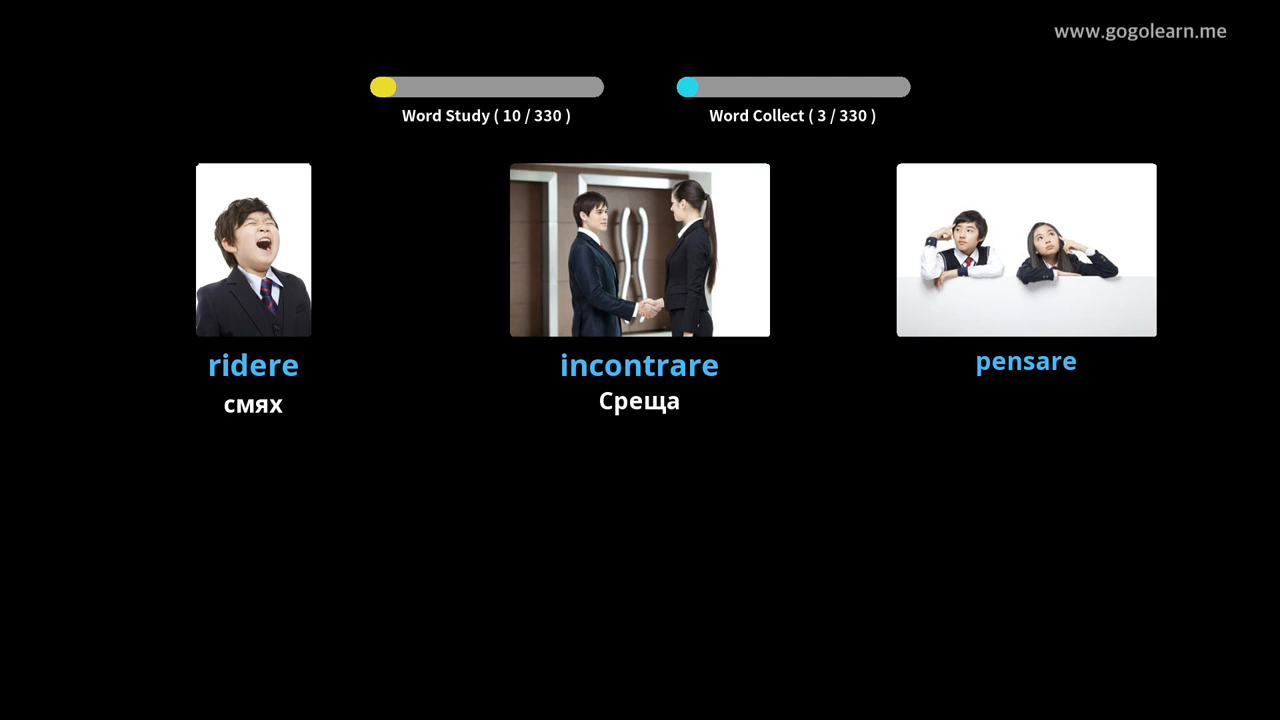 www.gogolearn.me
Word Study ( 10 / 330 )
Word Collect ( 3 / 330 )
ridere
смях
incontrare
Среща
pensare